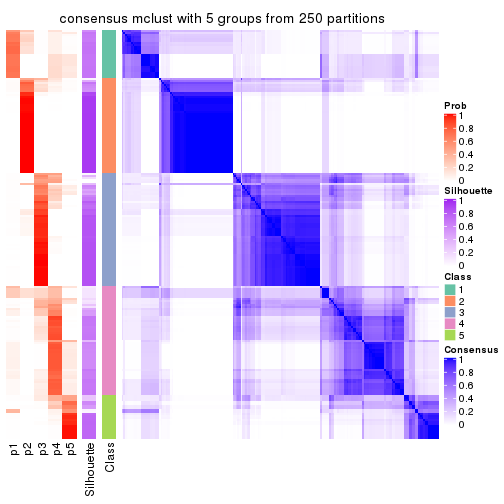 consensus mclust with 5 groups from 250 partitions
Prob
1
0.8
0.6
0.4
0.2
0
Silhouette
1
0.8
0.6
0.4
0.2
0
Class
1
2
3
4
5
Consensus
1
0.8
0.6
0.4
0.2
0
p1
p2
p3
p4
p5
Silhouette
Class